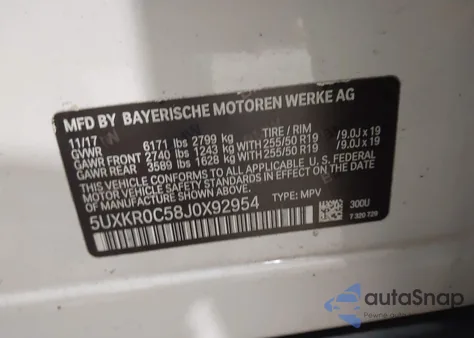 MFD BY BAYERISCHE MOTOREN WERKE AG
11/17 TIRE / RIM
GVWR 6171 lbs 2799 kg
GAWR FRONT 2740 lbs 1243 kg WITH 255/50 R19 /9.0J x 19
GAWR REAR 3589 lbs 1628 kg WITH 255/50 R19 /9.0J x 19
THIS VEHICLE CONFORMS TO ALL APPLICABLE U.S. FEDERAL
MOTOR VEHICLE SAFETY STANDARDS IN EFFECT ON THE DATE
OF MANUFACTURE SHOWN ABOVE.
5UXKR0C58J0X92954 TYPE: MPV
300U
7 320 729
autoSnap